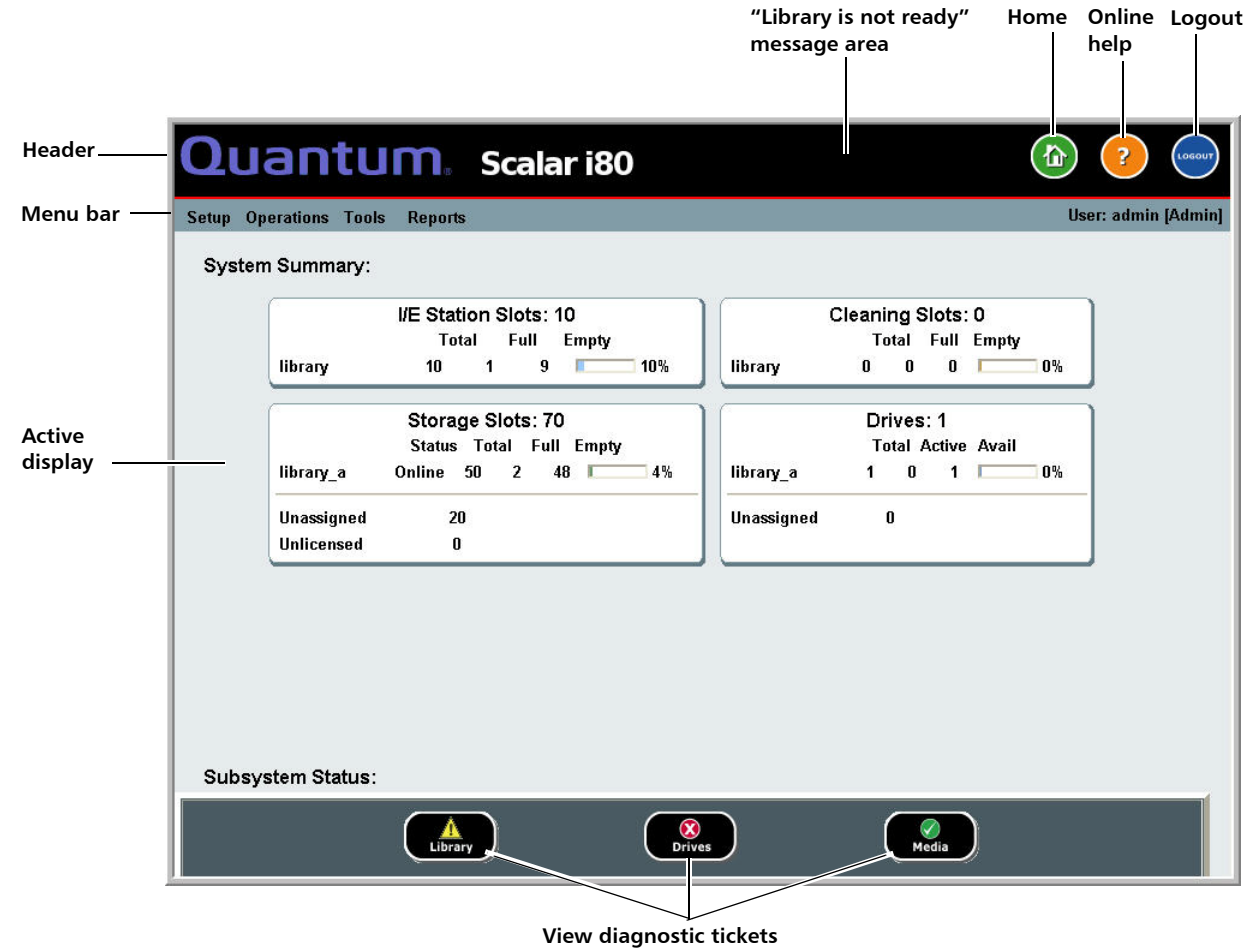 “Library is not ready” message area
Home
Online help
Logout
Header
Quantum® Scalar i80
LOGOUT
Menu bar
Setup Operations Tools Reports
User: admin [Admin]
System Summary:
I/E Station Slots: 10
Total Full Empty
library 10 1 9 10%
Cleaning Slots: 0
Total Full Empty
library 0 0 0 0%
Active display
Storage Slots: 70
Status Total Full Empty
library_a Online 50 2 48 4%
Unassigned 20
Unlicensed 0
Drives: 1
Total Active Avail
library_a 1 0 1 0%
Unassigned 0
Subsystem Status:
Library
Drives
Media
View diagnostic tickets